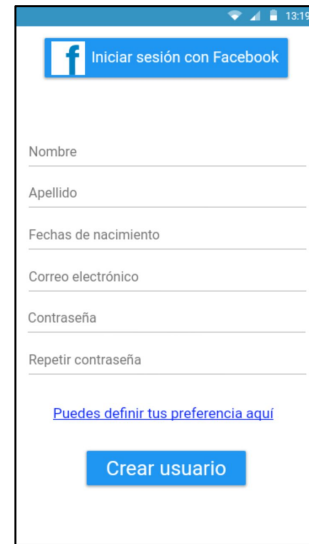 13:19
f Iniciar sesión con Facebook
Nombre
Apellido
Fechas de nacimiento
Correo electrónico
Contraseña
Repetir contraseña
Puedes definir tus preferencia aquí
Crear usuario